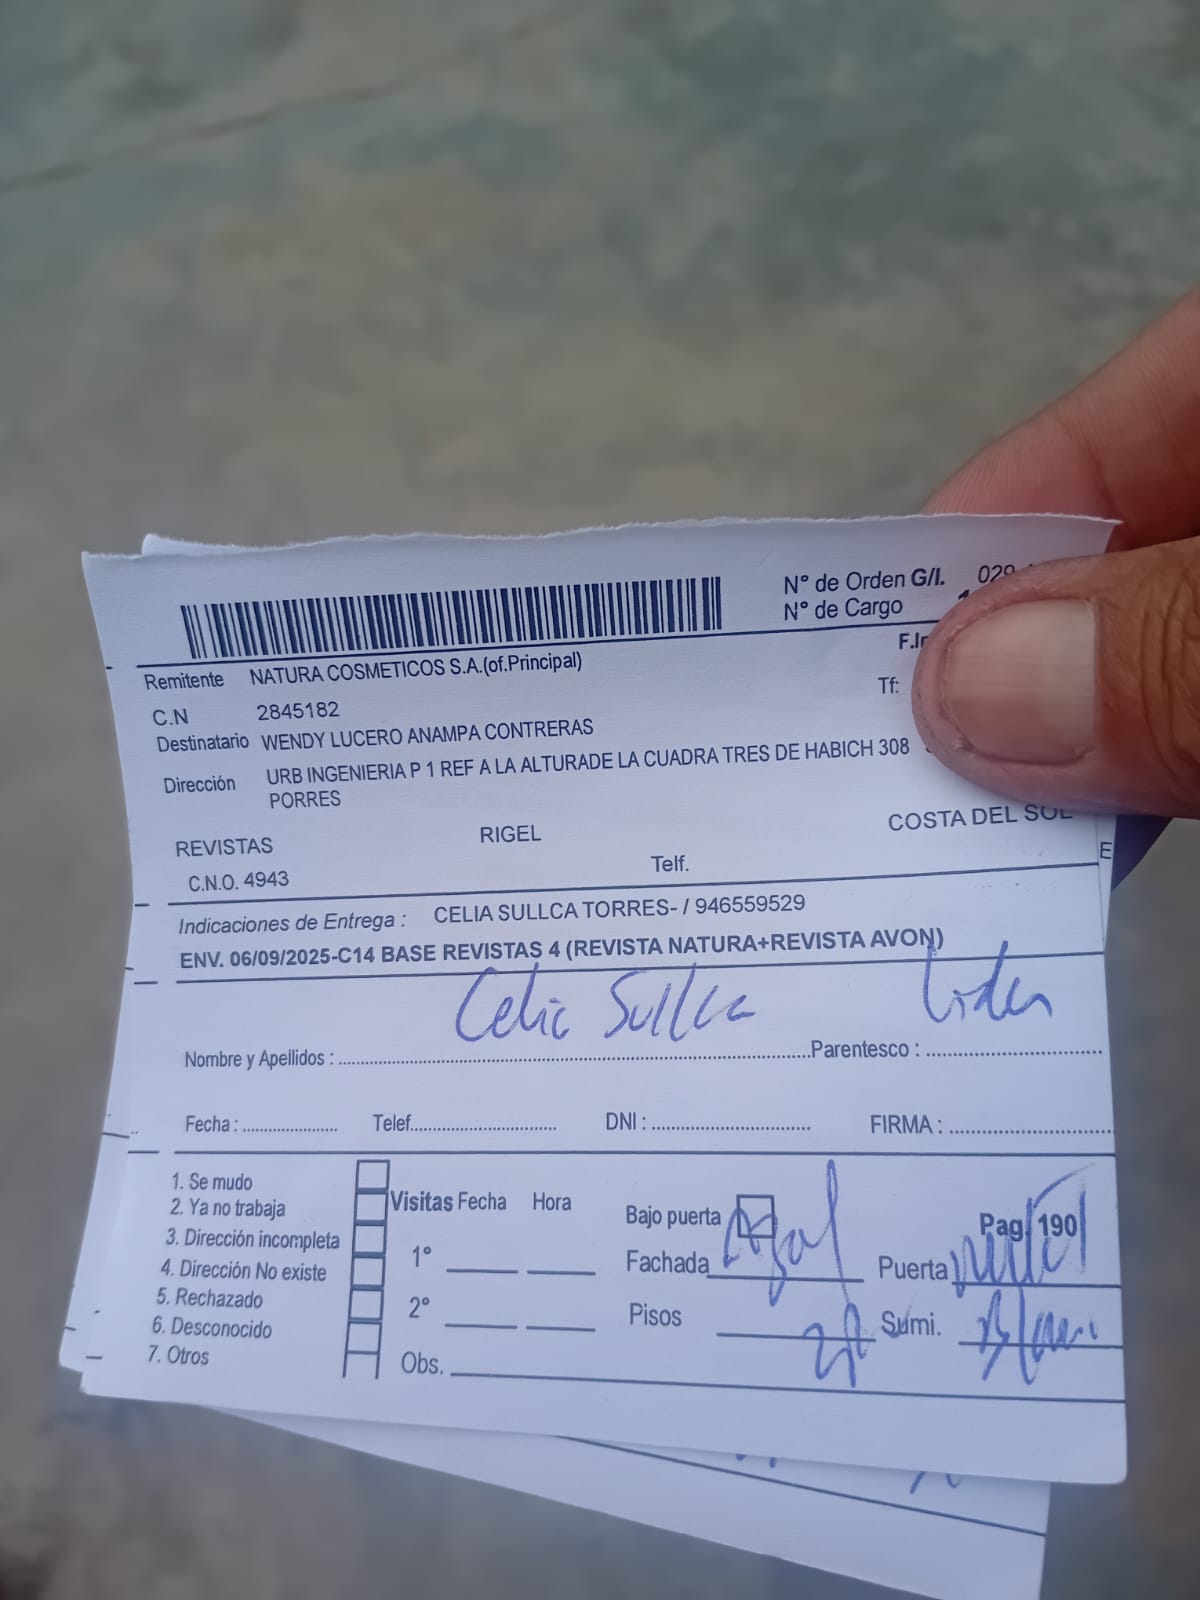 N° de Orden G/I. 029
N° de Cargo
F.Ir
Remitente NATURA COSMETICOS S.A.(of.Principal)
Tf:
C.N 2845182
Destinatario WENDY LUCERO ANAMPA CONTRERAS
Dirección URB INGENIERIA P 1 REF A LA ALTURADE LA CUADRA TRES DE HABICH 308
PORRES
REVISTAS RIGEL COSTA DEL SOL
C.N.O. 4943 Telf. E
Indicaciones de Entrega : CELIA SULLCA TORRES- / 946559529
ENV. 06/09/2025-C14 BASE REVISTAS 4 (REVISTA NATURA+REVISTA AVON)
Celia Sullca Lider
Nombre y Apellidos : Parentesco :
Fecha : Telef. DNI : FIRMA :
1. Se mudo
2. Ya no trabaja
3. Dirección incompleta
4. Dirección No existe
5. Rechazado
6. Desconocido
7. Otros
Visitas Fecha Hora
1°
2°
Obs.
Bajo puerta Pag. 190
Fachada Puerta
Pisos 2P Sumi.